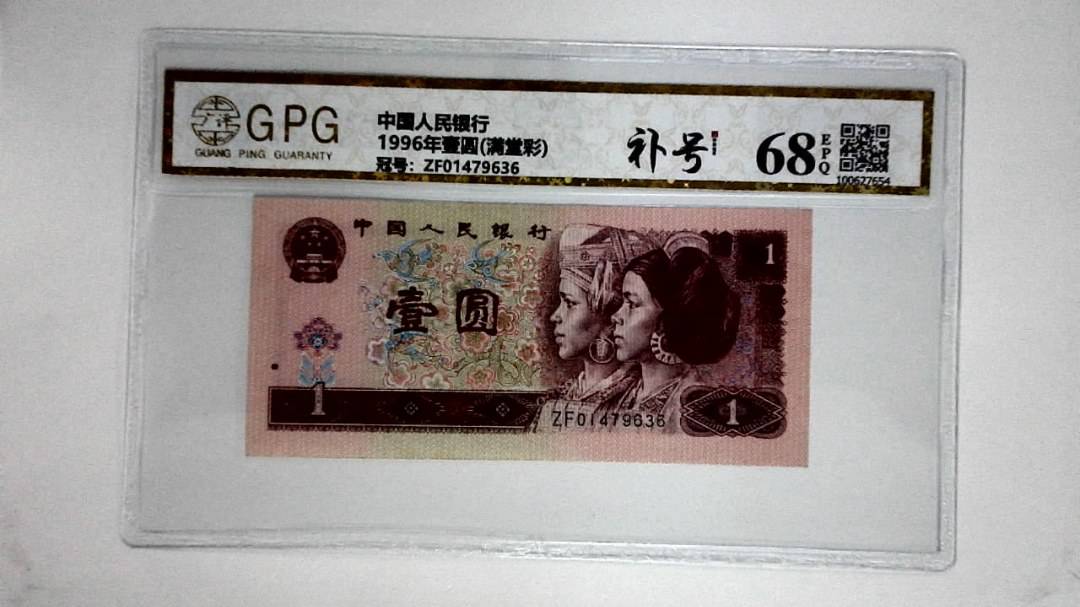 GPG
GUANG PING GUARANTY
中国人民银行
1996年壹圆(满堂彩)
冠号：ZF01479636
补号
68 EPQ
100627654
中国人民银行
1
壹圆
1
ZF01479636
1